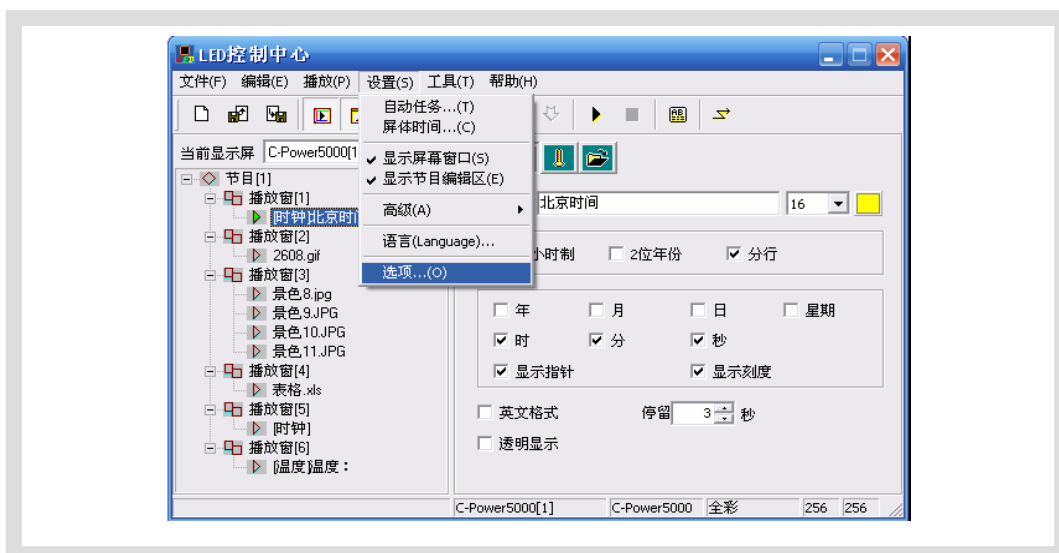 LED控制中心
文件(F) 编辑(E) 播放(P) 设置(S) 工具(T) 帮助(H)
自动任务...(T)
屏体时间...(C)
显示屏幕窗口(S)
显示节目编辑区(E)
高级(A)
语言(Language)...
选项...(O)
当前显示屏 C-Power5000[1
节目[1]
播放窗[1]
[时钟]北京时间
播放窗[2]
2608.gif
播放窗[3]
景色8.jpg
景色9.JPG
景色10.JPG
景色11.JPG
播放窗[4]
表格.xls
播放窗[5]
[时钟]
播放窗[6]
[温度]温度：
北京时间 16
小时制 2位年份 分行
年 月 日 星期
时 分 秒
显示指针 显示刻度
英文格式 停留 3 秒
透明显示
C-Power5000[1] C-Power5000 全彩 256 256